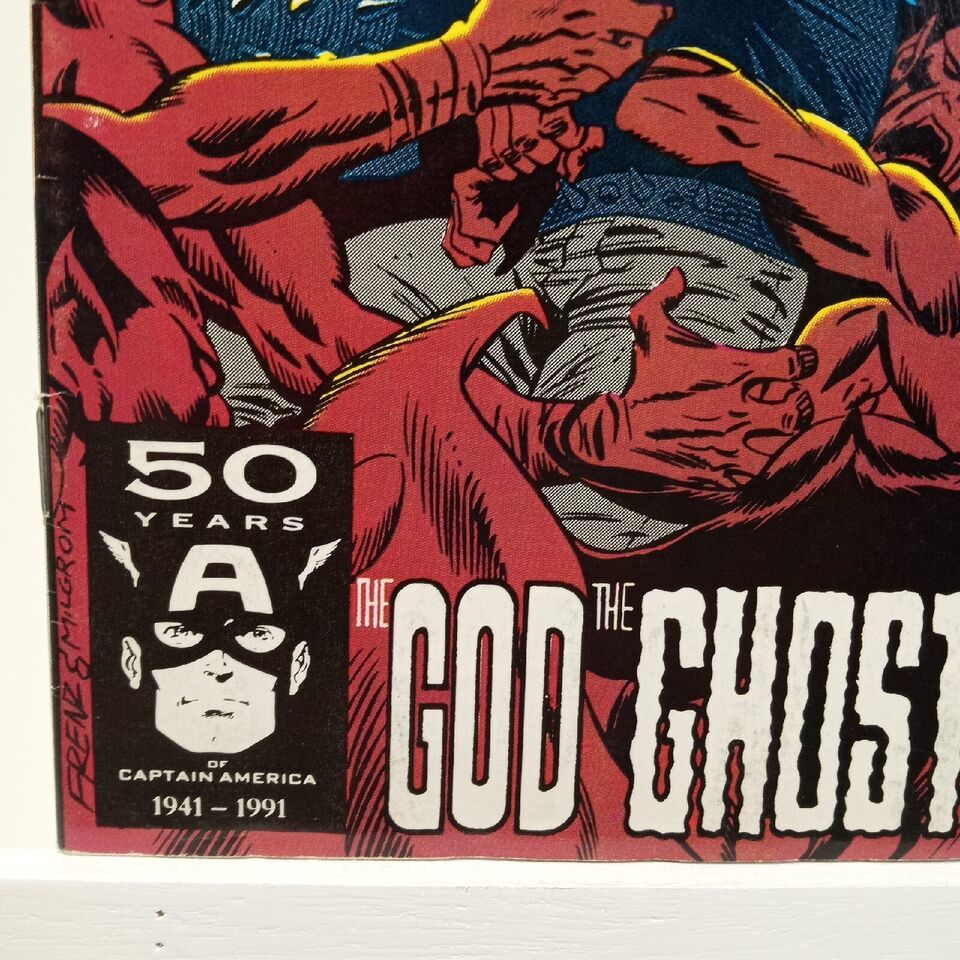 50
YEARS
A
OF
CAPTAIN AMERICA
1941 – 1991
FRENZ & MILGROM
THE GOD THE GHOST